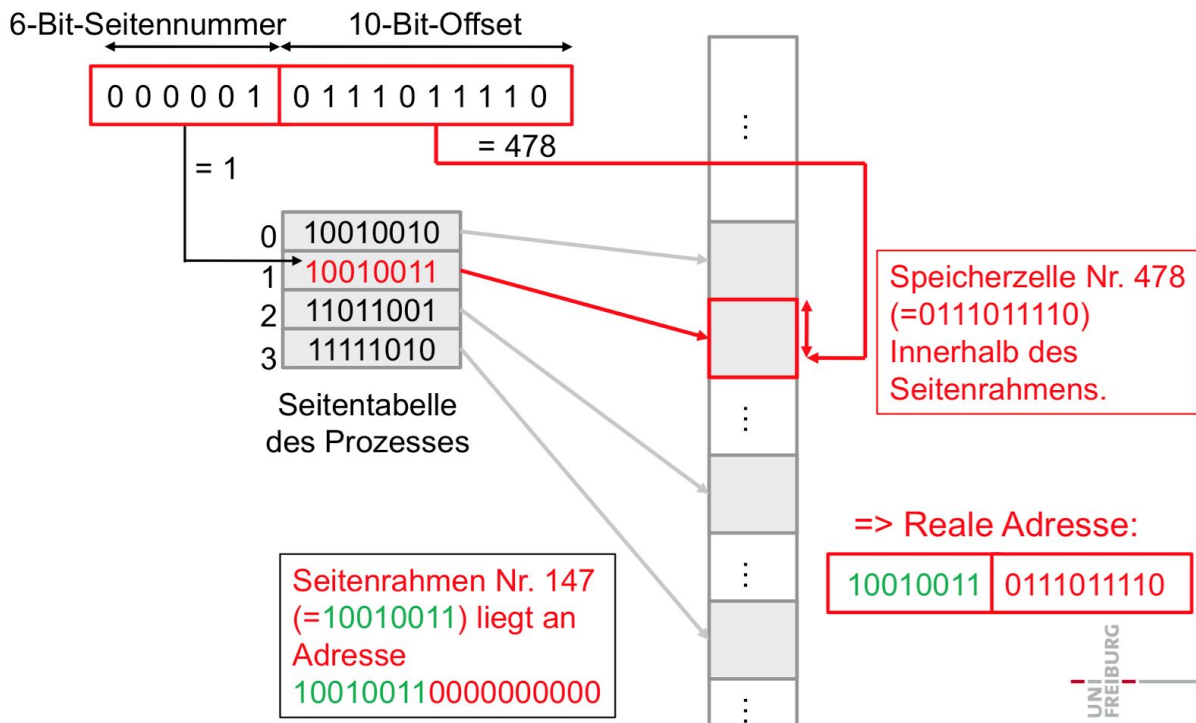 6-Bit-Seitennummer 10-Bit-Offset
0 0 0 0 0 1 0 1 1 1 0 1 1 1 1 0
= 1
= 478
0 10010010
1 10010011
2 11011001
3 11111010
Seitentabelle
des Prozesses
⋮
⋮
⋮
⋮
Speicherzelle Nr. 478
(=0111011110)
Innerhalb des
Seitenrahmens.
Seitenrahmen Nr. 147
(=10010011) liegt an
Adresse
100100110000000000
=> Reale Adresse:
10010011 0111011110
UNI
FREIBURG